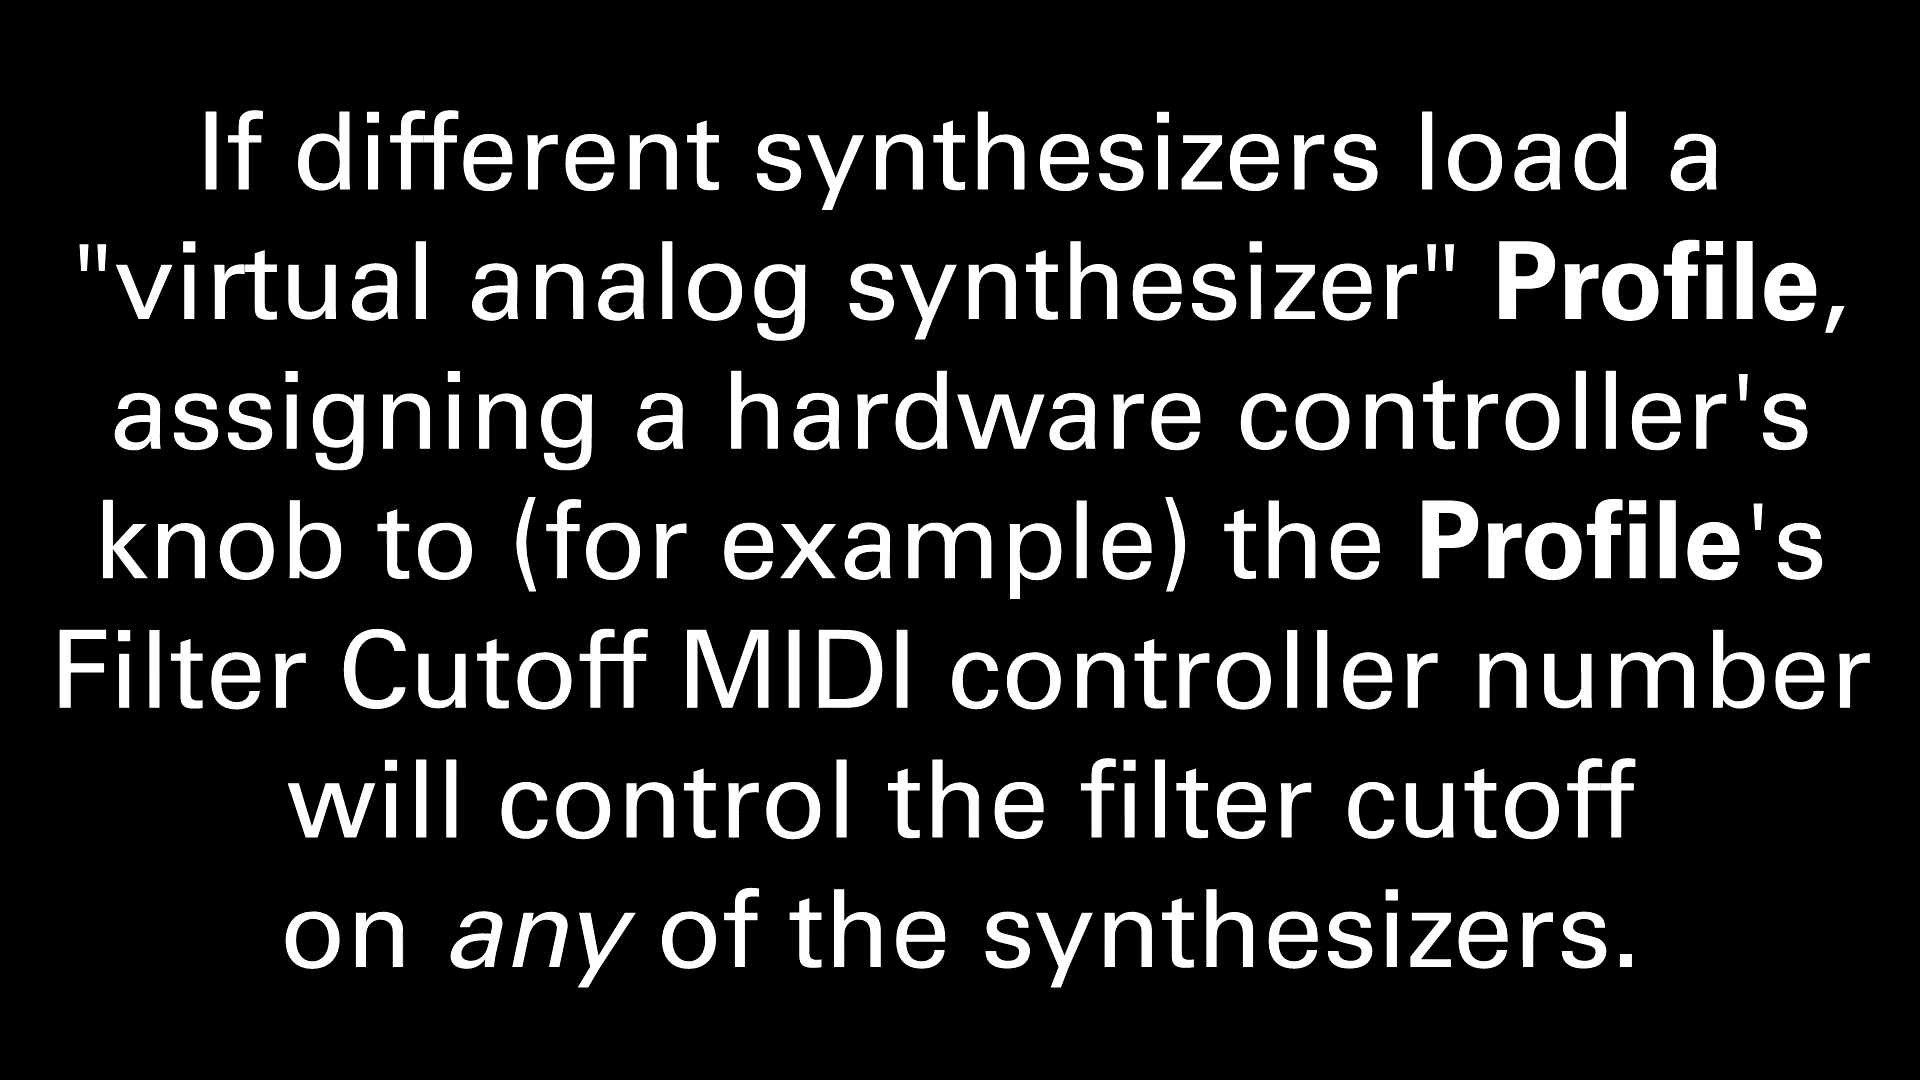 If different synthesizers load a
"virtual analog synthesizer" Profile,
assigning a hardware controller's
knob to (for example) the Profile's
Filter Cutoff MIDI controller number
will control the filter cutoff
on any of the synthesizers.